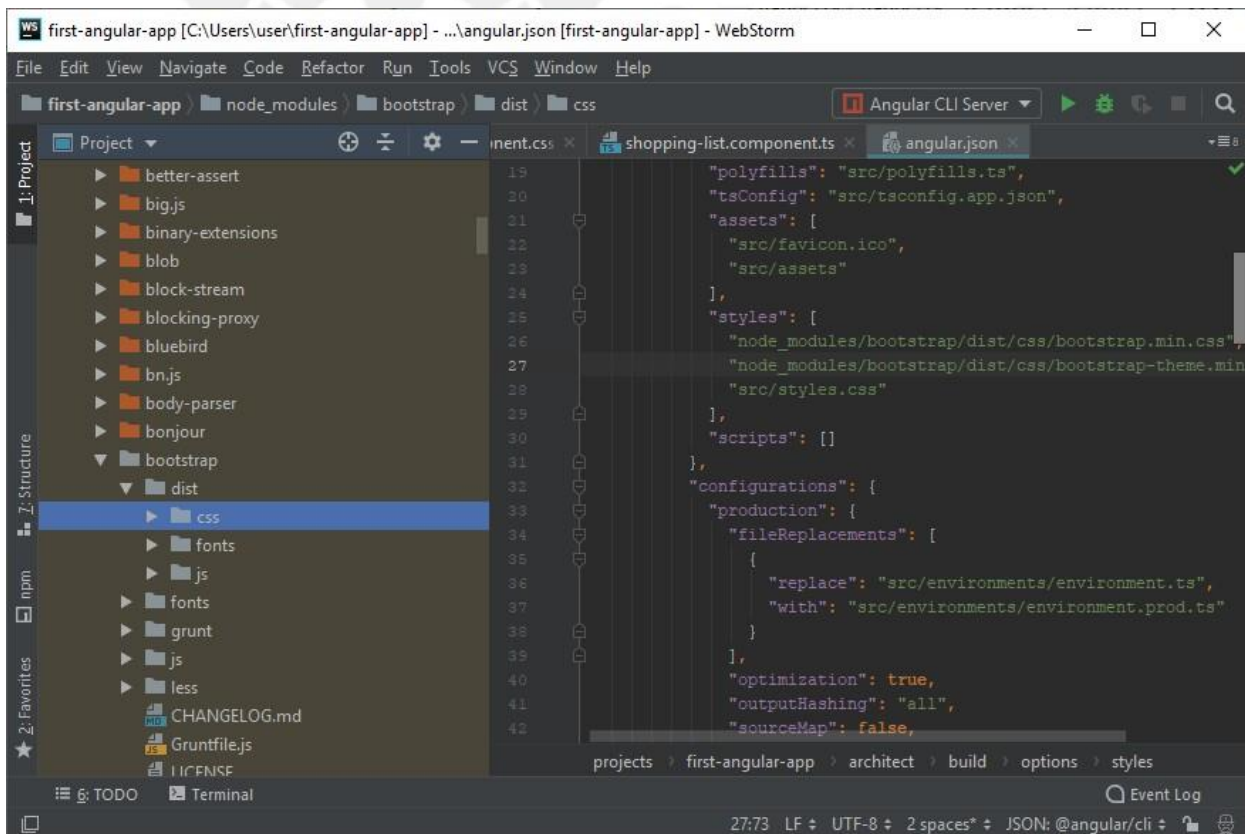 first-angular-app [C:\Users\user\first-angular-app] - ...\angular.json [first-angular-app] - WebStorm
File Edit View Navigate Code Refactor Run Tools VCS Window Help
first-angular-app node_modules bootstrap dist css Angular CLI Server
1: Project
Z: Structure
npm
2: Favorites
Project
better-assert
big.js
binary-extensions
blob
block-stream
blocking-proxy
bluebird
bn.js
body-parser
bonjour
bootstrap
dist
css
fonts
js
fonts
grunt
js
less
CHANGELOG.md
Gruntfile.js
LICENSE
nent.css shopping-list.component.ts angular.json
19 "polyfills": "src/polyfills.ts",
20 "tsConfig": "src/tsconfig.app.json",
21 "assets": [
22 "src/favicon.ico",
23 "src/assets"
24 ],
25 "styles": [
26 "node_modules/bootstrap/dist/css/bootstrap.min.css",
27 "node_modules/bootstrap/dist/css/bootstrap-theme.min
28 "src/styles.css"
29 ],
30 "scripts": []
31 },
32 "configurations": {
33 "production": {
34 "fileReplacements": [
35 {
36 "replace": "src/environments/environment.ts",
37 "with": "src/environments/environment.prod.ts"
38 }
39 ],
40 "optimization": true,
41 "outputHashing": "all",
42 "sourceMap": false,
projects first-angular-app architect build options styles
6: TODO Terminal Event Log
27:73 LF UTF-8 2 spaces* JSON: @angular/cli